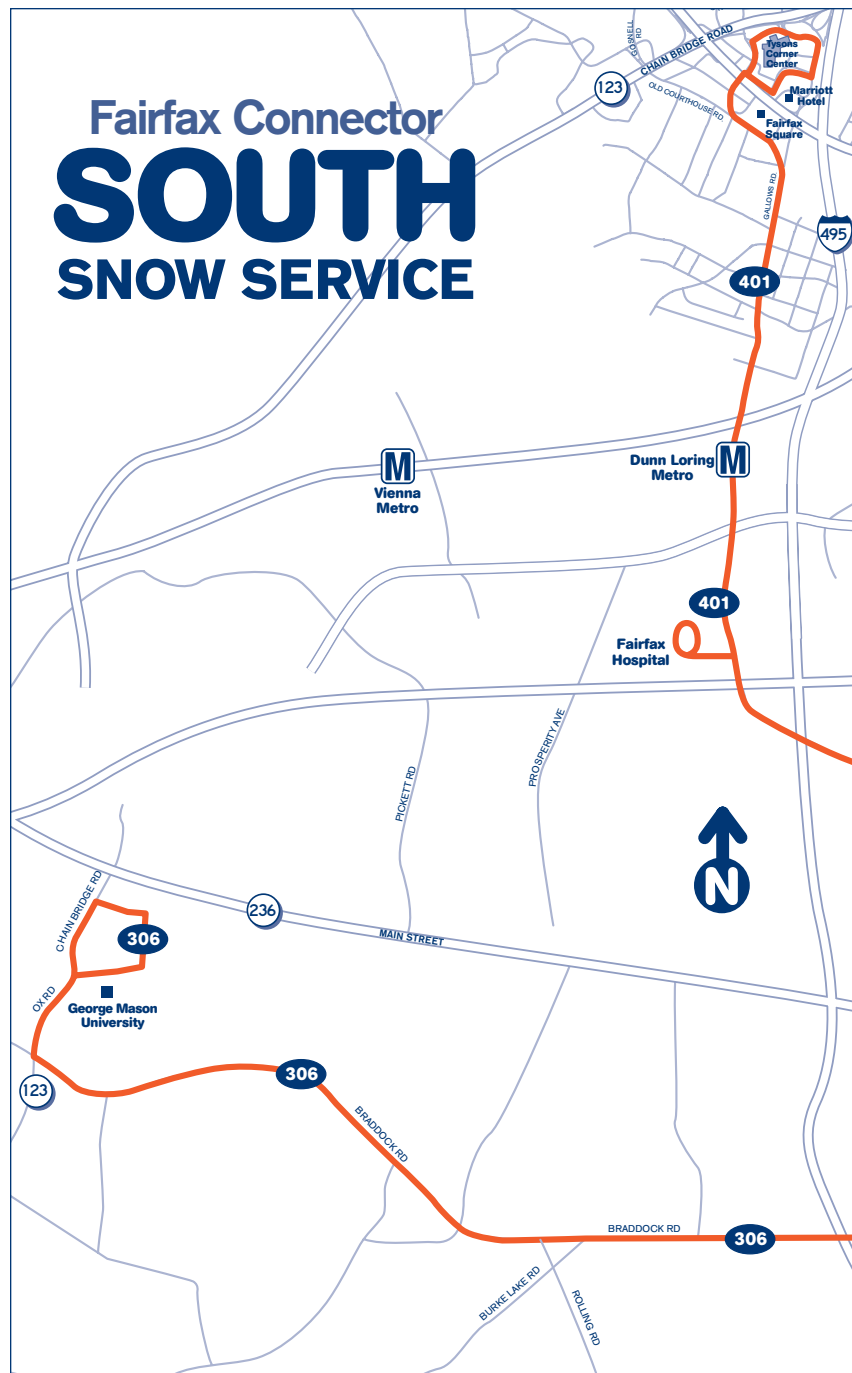 Fairfax Connector
SOUTH
SNOW SERVICE
GOSNELL
RD
CHAIN BRIDGE ROAD
123
OLD COURTHOUSE RD.
Tysons
Corner
Center
Marriott
Hotel
Fairfax
Square
GALLOWS RD.
495
401
M
Vienna
Metro
Dunn Loring
Metro
M
401
Fairfax
Hospital
PROSPERITY AVE
PICKETT RD
N
CHAIN BRIDGE RD
236
MAIN STREET
306
OX RD
George Mason
University
123
306
BRADDOCK RD
BRADDOCK RD
306
BURKE LAKE RD
ROLLING RD